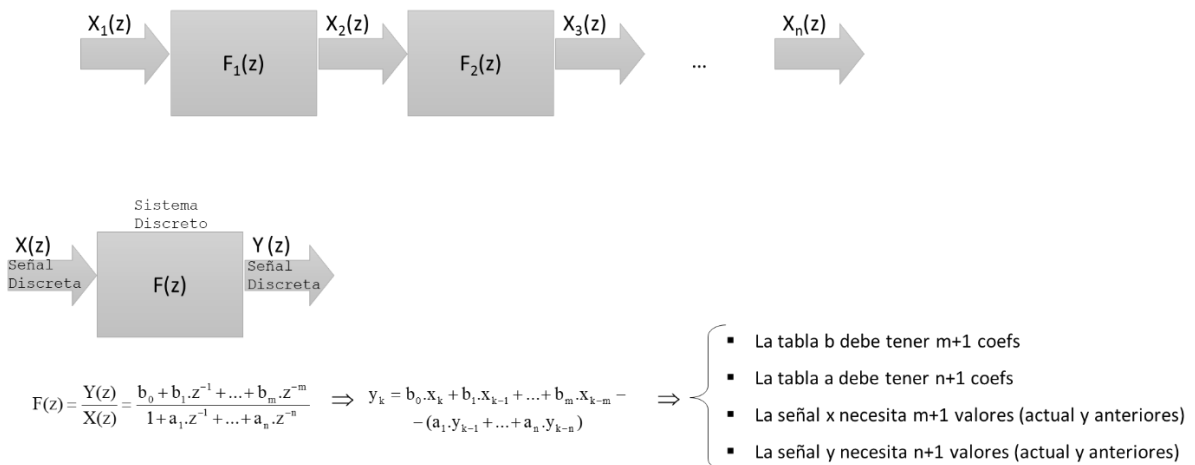 X₁(z) X₂(z) X₃(z) Xₙ(z)
F₁(z) F₂(z) ...
Sistema
Discreto
X(z) Y(z)
Señal
Discreta
F(z)
Señal
Discreta
F(z) = Y(z)/X(z) = (b₀ + b₁.z⁻¹ + ... + bₘ.z⁻ᵐ)/(1 + a₁.z⁻¹ + ... + aₙ.z⁻ⁿ) ⇒ yₖ = b₀.xₖ + b₁.xₖ₋₁ + ... + bₘ.xₖ₋ₘ −
− (a₁.yₖ₋₁ + ... + aₙ.yₖ₋ₙ) ⇒
▪ La tabla b debe tener m+1 coefs
▪ La tabla a debe tener n+1 coefs
▪ La señal x necesita m+1 valores (actual y anteriores)
▪ La señal y necesita n+1 valores (actual y anteriores)